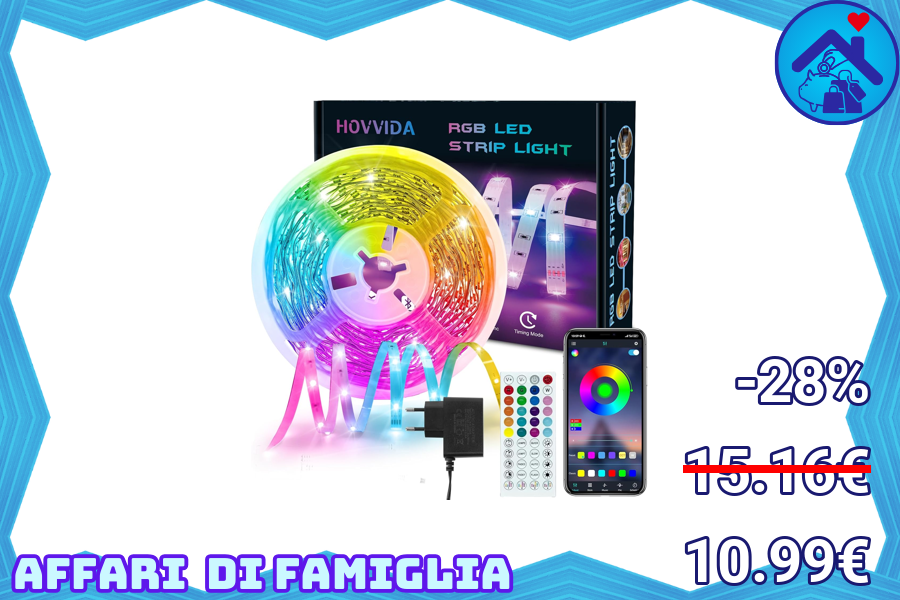 HOVVIDA
RGB LED
STRIP LIGHT
RGB LED STRIP LIGHT
Timing Mode
-28%
15.16€
10.99€
AFFARI DI FAMIGLIA